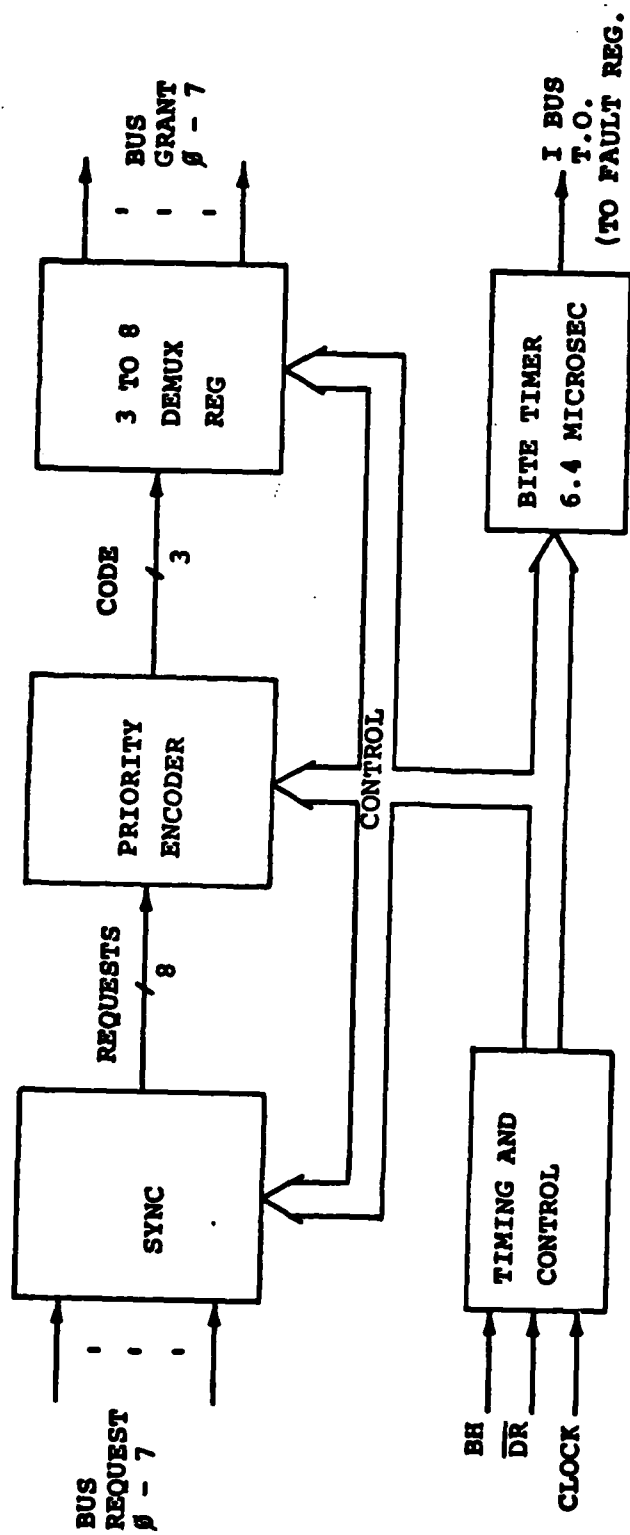 BUS
REQUEST
Ø - 7
SYNC
REQUESTS
8
PRIORITY
ENCODER
CODE
3
3 TO 8
DEMUX
REG
BUS
GRANT
Ø - 7
CONTROL
BH
D̅R̅
CLOCK
TIMING AND
CONTROL
BITE TIMER
6.4 MICROSEC
I BUS
T.O.
(TO FAULT REG.